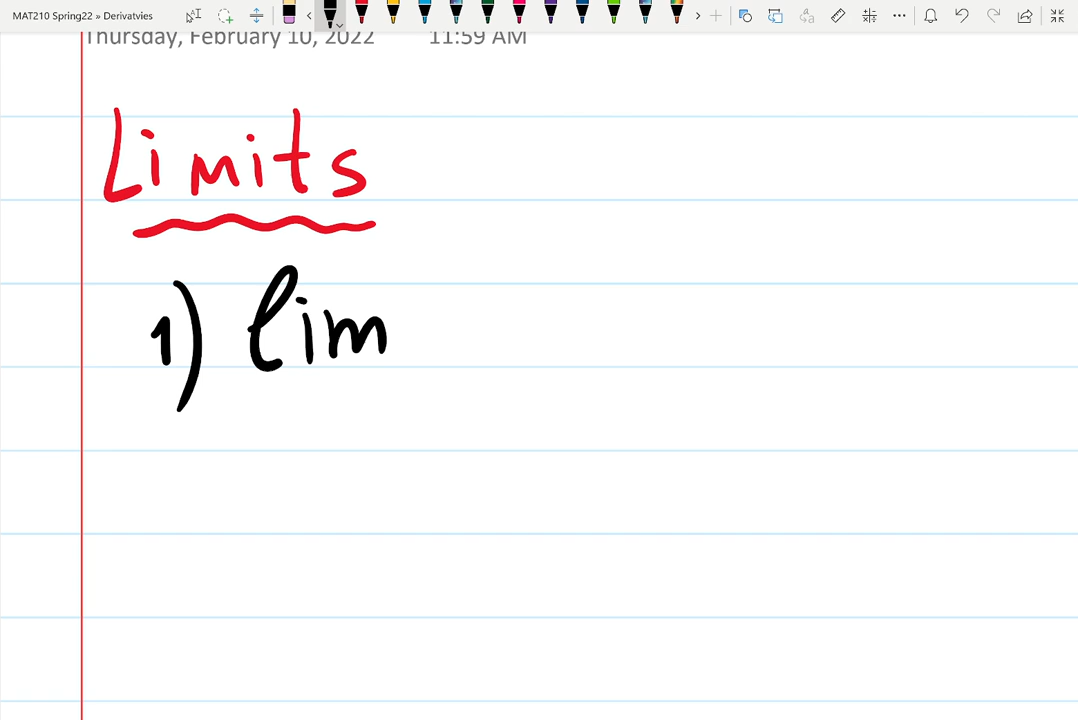 MAT210 Spring22 » Derivatvies
Thursday, February 10, 2022 11:59 AM
Limits
1) lim